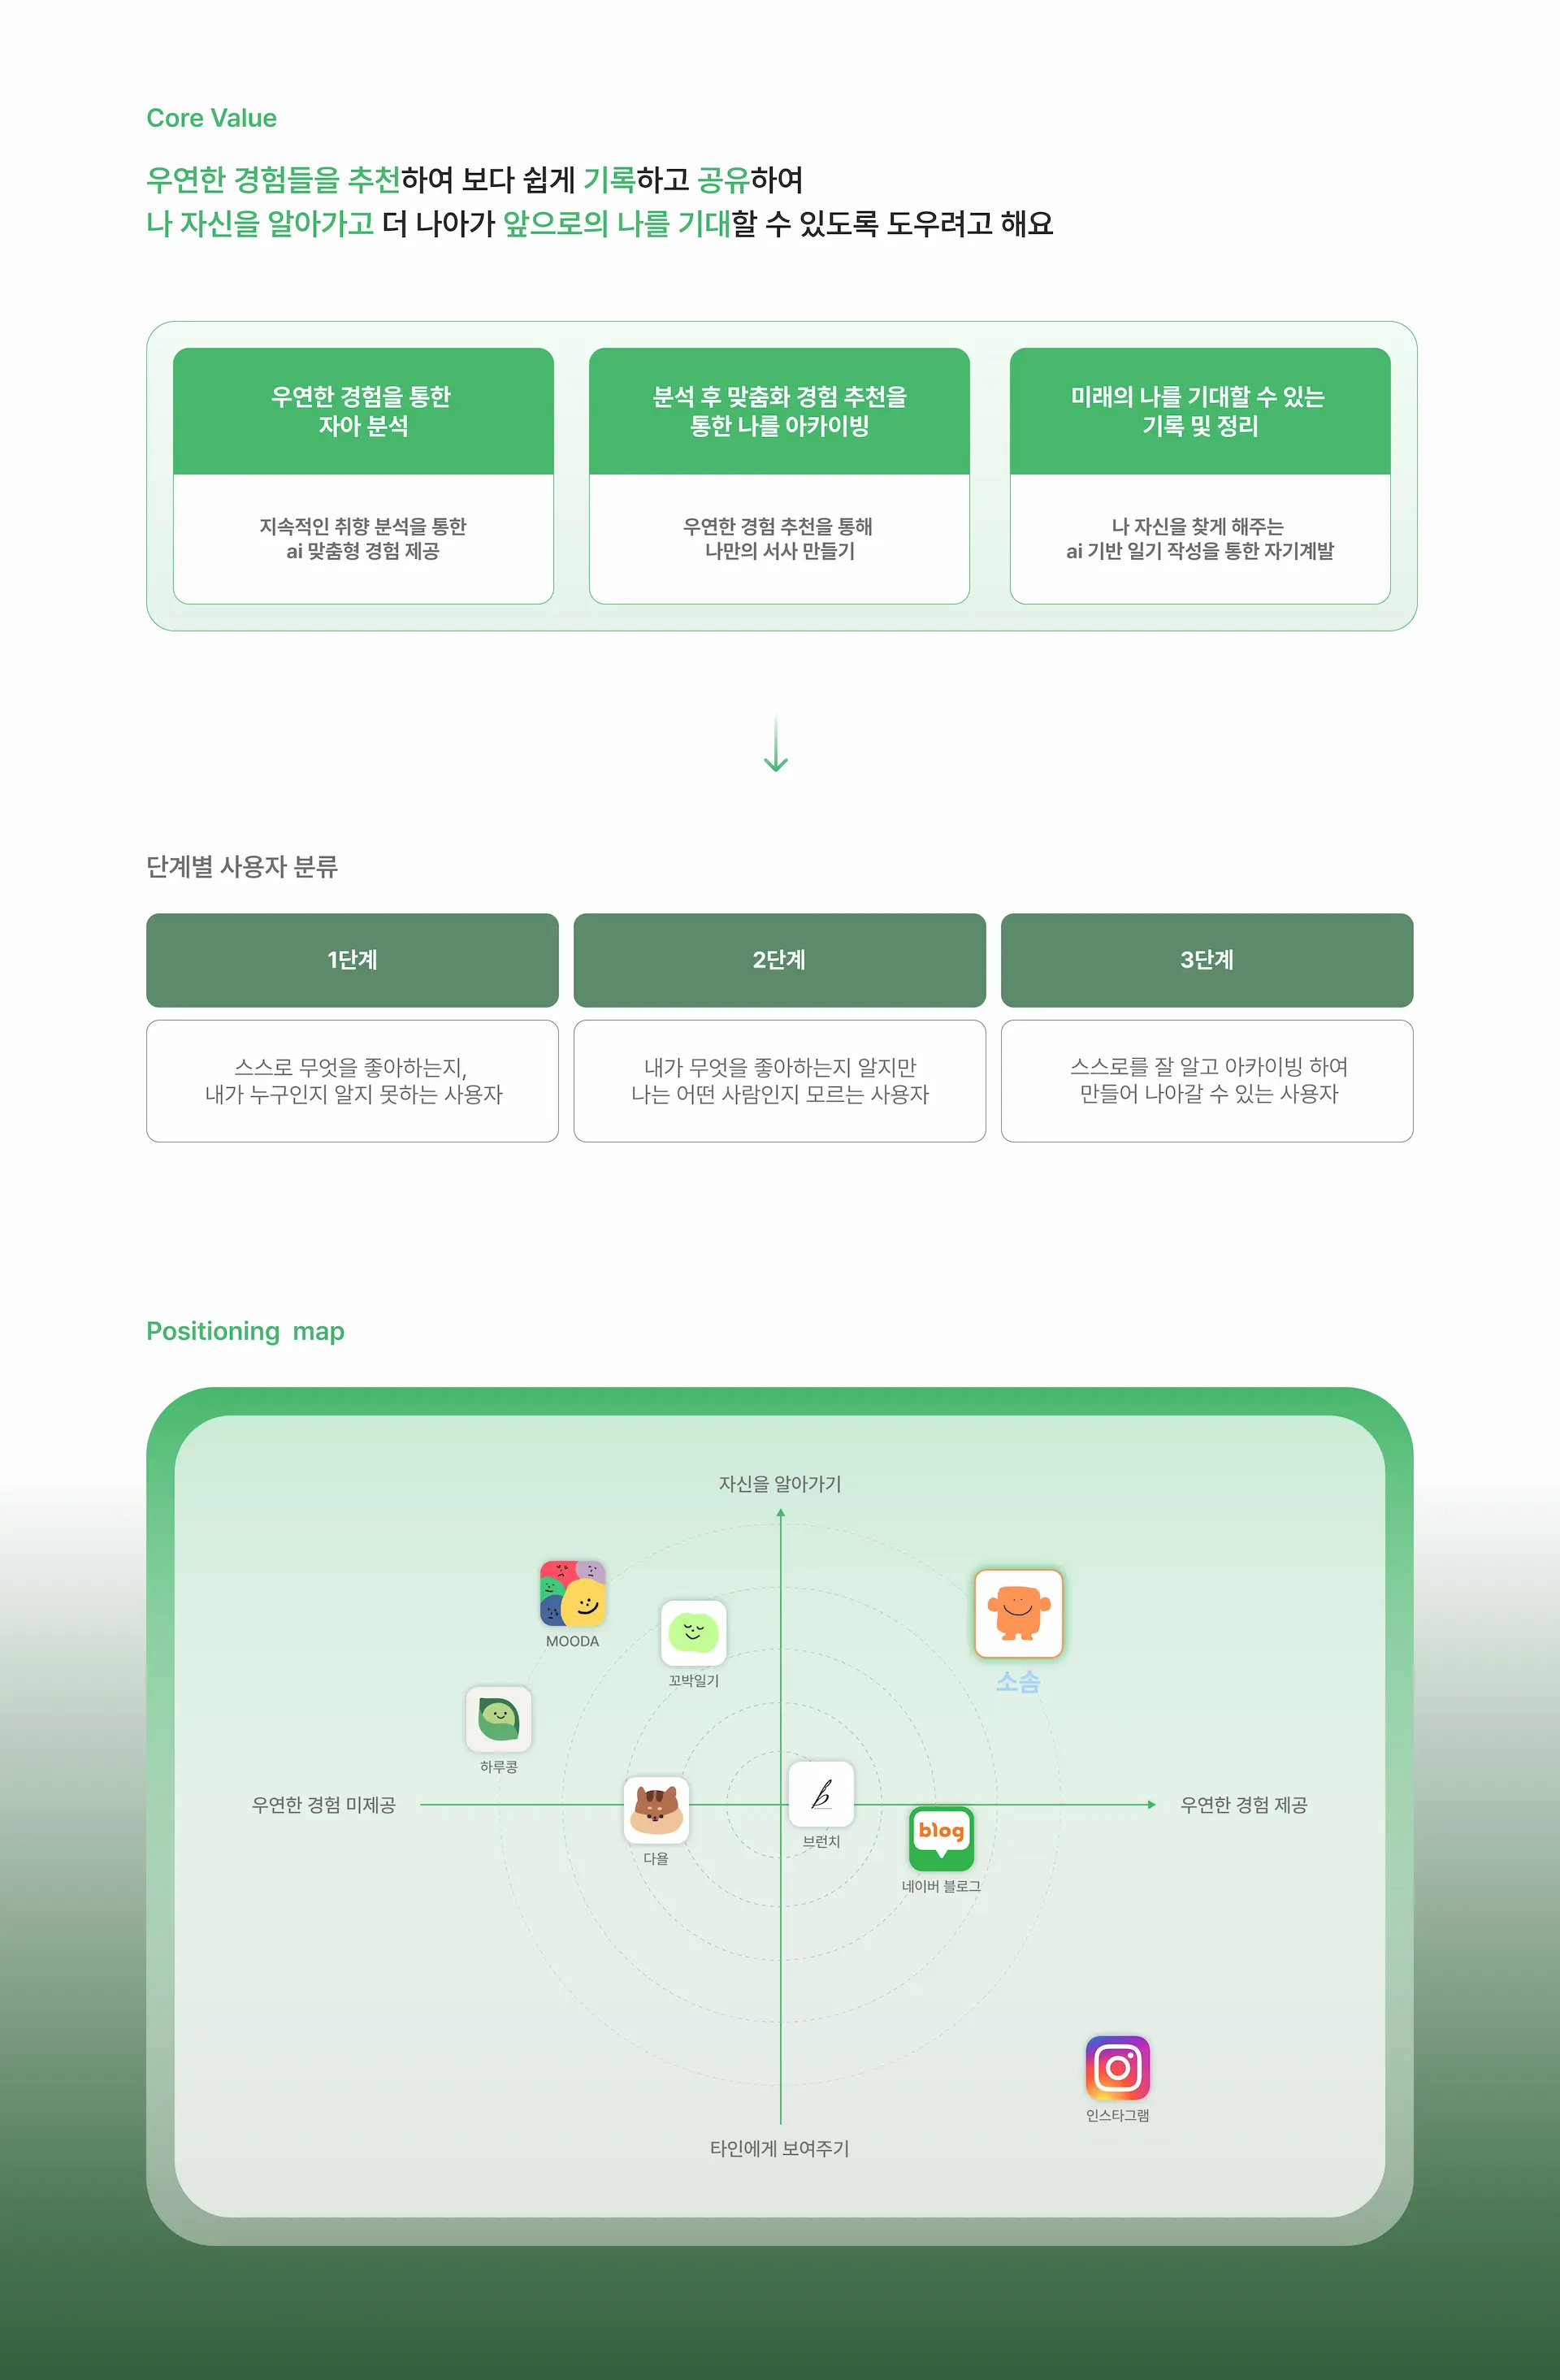 Core Value
우연한 경험들을 추천하여 보다 쉽게 기록하고 공유하여
나 자신을 알아가고 더 나아가 앞으로의 나를 기대할 수 있도록 도우려고 해요
우연한 경험을 통한
자아 분석
지속적인 취향 분석을 통한
ai 맞춤형 경험 제공
분석 후 맞춤화 경험 추천을
통한 나를 아카이빙
우연한 경험 추천을 통해
나만의 서사 만들기
미래의 나를 기대할 수 있는
기록 및 정리
나 자신을 찾게 해주는
ai 기반 일기 작성을 통한 자기계발
단계별 사용자 분류
1단계
스스로 무엇을 좋아하는지,
내가 누구인지 알지 못하는 사용자
2단계
내가 무엇을 좋아하는지 알지만
나는 어떤 사람인지 모르는 사용자
3단계
스스로를 잘 알고 아카이빙 하여
만들어 나아갈 수 있는 사용자
Positioning map
자신을 알아가기
MOODA
꼬박일기
소솜
하루콩
우연한 경험 미제공
우연한 경험 제공
다욜
b
브런치
blog
네이버 블로그
인스타그램
타인에게 보여주기